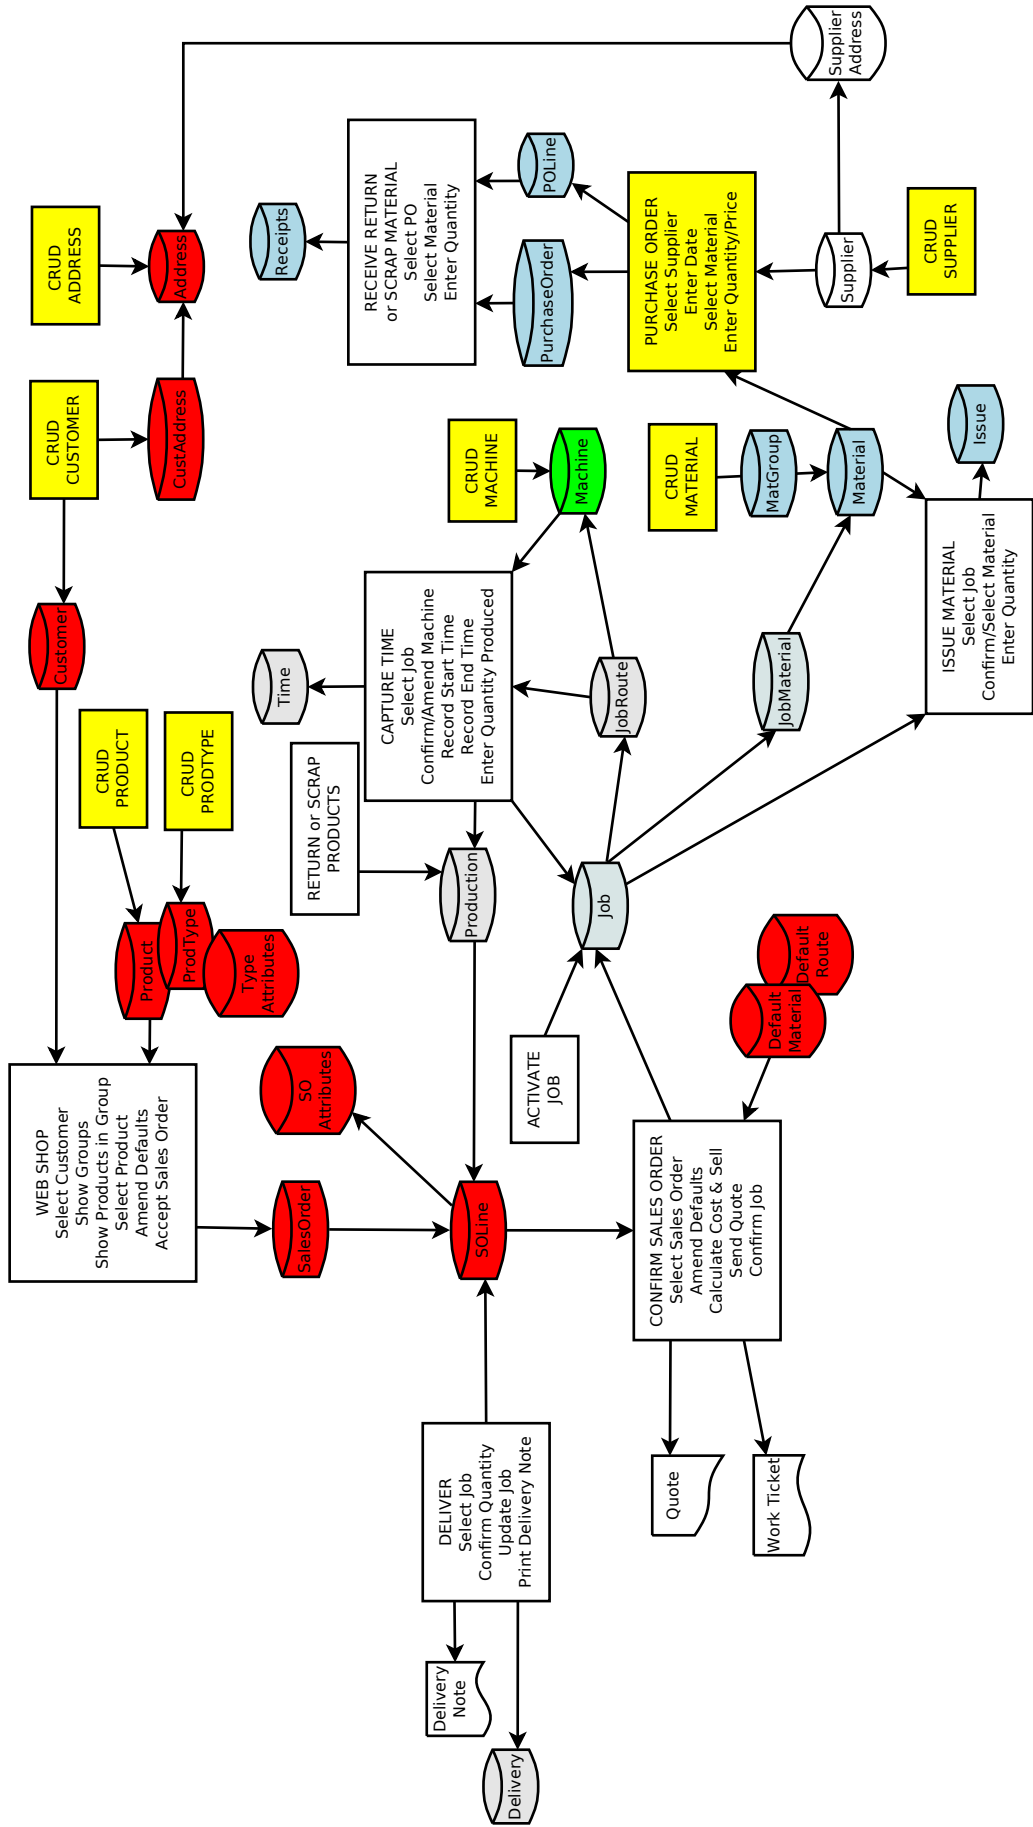 Delivery
Delivery
Note
DELIVER
Select Job
Confirm Quantity
Update Job
Print Delivery Note
Quote
Work Ticket
WEB SHOP
Select Customer
Show Groups
Show Products in Group
Select Product
Amend Defaults
Accept Sales Order
SalesOrder
SO
Attributes
SOLine
CONFIRM SALES ORDER
Select Sales Order
Amend Defaults
Calculate Cost & Sell
Send Quote
Confirm Job
Default
Material
Default
Route
ACTIVATE
JOB
Product
ProdType
Type
Attributes
CRUD
PRODUCT
CRUD
PRODTYPE
RETURN or SCRAP
PRODUCTS
Production
Job
Customer
Time
CAPTURE TIME
Select Job
Confirm/Amend Machine
Record Start Time
Record End Time
Enter Quantity Produced
JobRoute
JobMaterial
ISSUE MATERIAL
Select Job
Confirm/Select Material
Enter Quantity
CRUD
CUSTOMER
CustAddress
CRUD
MACHINE
Machine
CRUD
MATERIAL
MatGroup
Material
Issue
CRUD
ADDRESS
Address
Receipts
RECEIVE RETURN
or SCRAP MATERIAL
Select PO
Select Material
Enter Quantity
PurchaseOrder
POLine
PURCHASE ORDER
Select Supplier
Enter Date
Select Material
Enter Quantity/Price
Supplier
CRUD
SUPPLIER
Supplier
Address